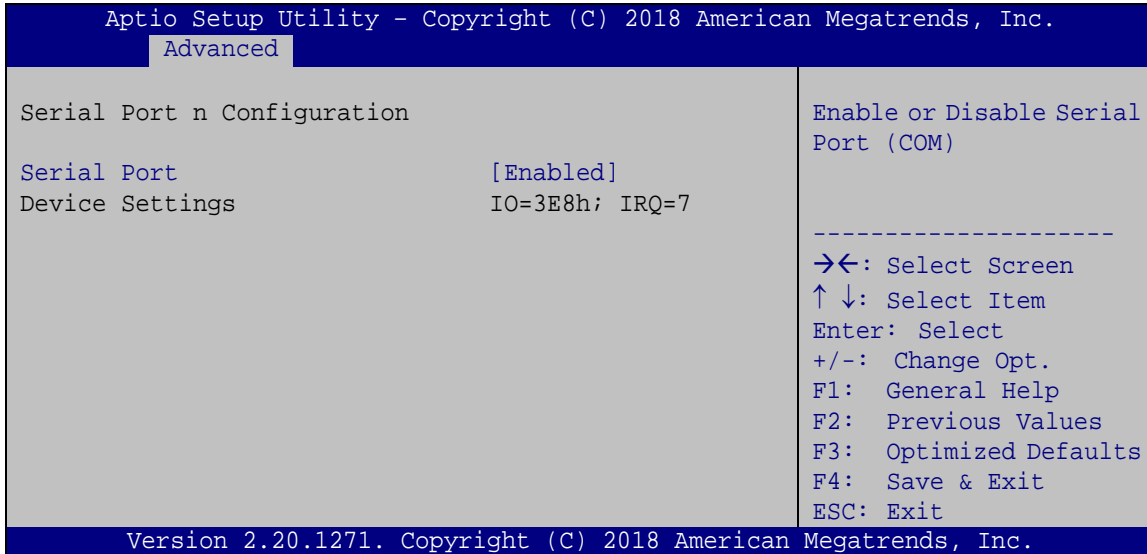 Aptio Setup Utility – Copyright (C) 2018 American Megatrends, Inc.
Advanced
Serial Port n Configuration
Serial Port [Enabled]
Device Settings IO=3E8h; IRQ=7
Enable or Disable Serial
Port (COM)
---------------------
→←: Select Screen
↑ ↓: Select Item
Enter: Select
+/-: Change Opt.
F1: General Help
F2: Previous Values
F3: Optimized Defaults
F4: Save & Exit
ESC: Exit
Version 2.20.1271. Copyright (C) 2018 American Megatrends, Inc.